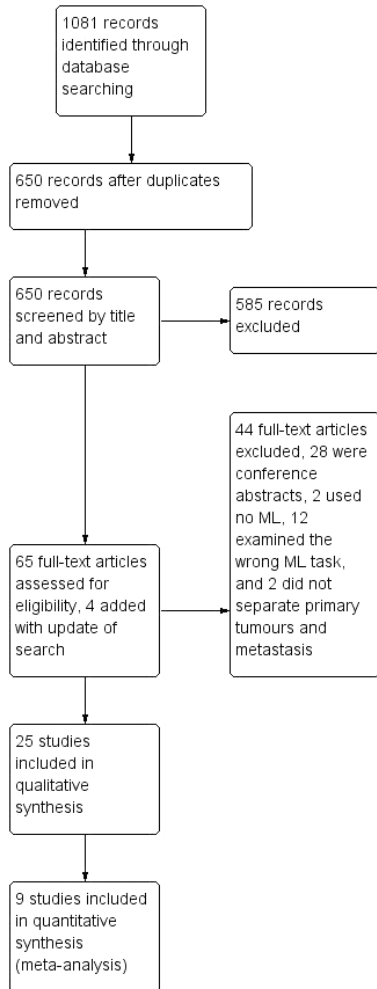 1081 records
identified through
database
searching
650 records after duplicates
removed
650 records
screened by title
and abstract
585 records
excluded
44 full-text articles
excluded, 28 were
conference
abstracts, 2 used
no ML, 12
examined the
wrong ML task,
and 2 did not
separate primary
tumours and
metastasis
65 full-text articles
assessed for
eligibility, 4 added
with update of
search
25 studies
included in
qualitative
synthesis
9 studies included
in quantitative
synthesis
(meta-analysis)